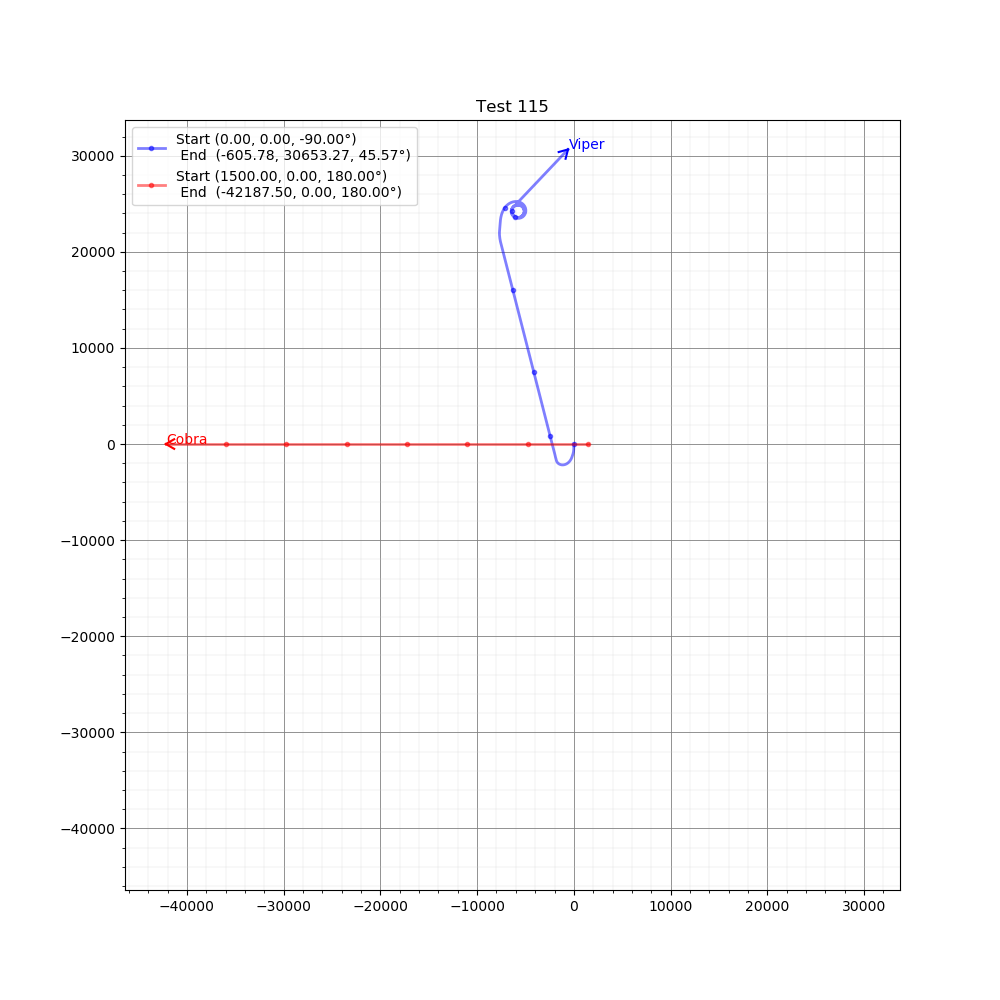 Test 115
Start (0.00, 0.00, -90.00°)
End  (-605.78, 30653.27, 45.57°)
Start (1500.00, 0.00, 180.00°)
End  (-42187.50, 0.00, 180.00°)
Viper
Cobra
30000
20000
10000
0
−10000
−20000
−30000
−40000
−40000 −30000 −20000 −10000 0 10000 20000 30000